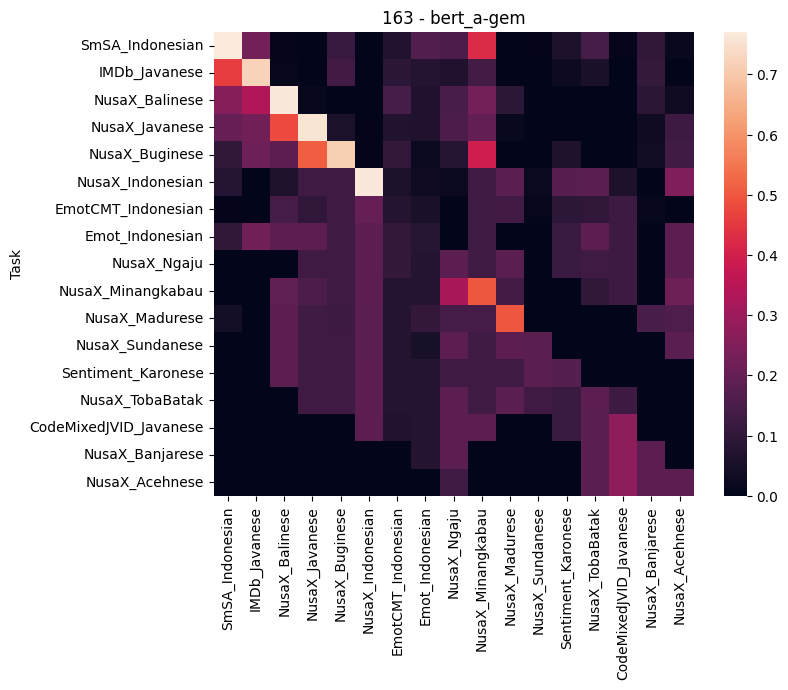 163 - bert_a-gem
Task
SmSA_Indonesian
IMDb_Javanese
NusaX_Balinese
NusaX_Javanese
NusaX_Buginese
NusaX_Indonesian
EmotCMT_Indonesian
Emot_Indonesian
NusaX_Ngaju
NusaX_Minangkabau
NusaX_Madurese
NusaX_Sundanese
Sentiment_Karonese
NusaX_TobaBatak
CodeMixedJVID_Javanese
NusaX_Banjarese
NusaX_Acehnese
SmSA_Indonesian
IMDb_Javanese
NusaX_Balinese
NusaX_Javanese
NusaX_Buginese
NusaX_Indonesian
EmotCMT_Indonesian
Emot_Indonesian
NusaX_Ngaju
NusaX_Minangkabau
NusaX_Madurese
NusaX_Sundanese
Sentiment_Karonese
NusaX_TobaBatak
CodeMixedJVID_Javanese
NusaX_Banjarese
NusaX_Acehnese
0.7
0.6
0.5
0.4
0.3
0.2
0.1
0.0